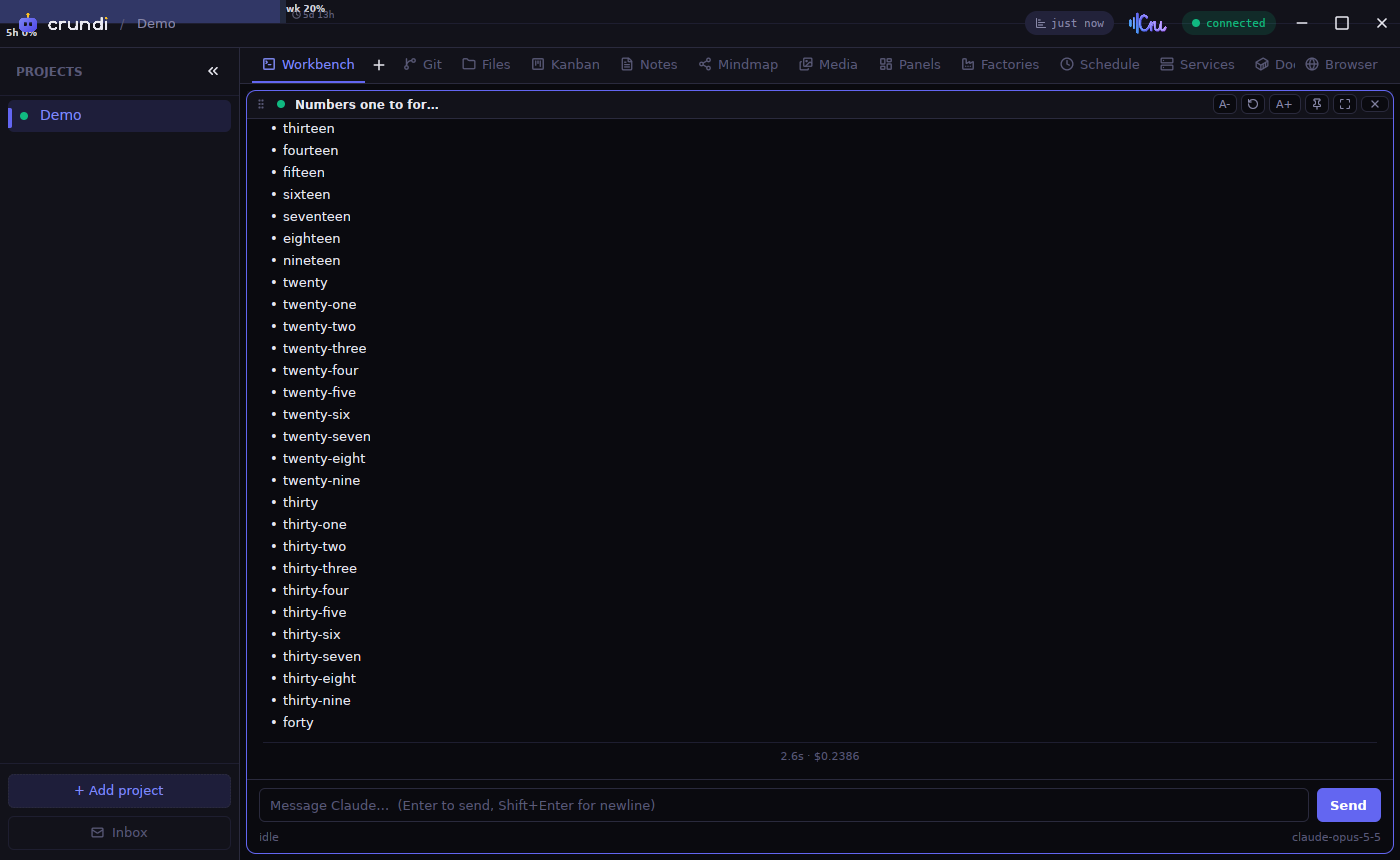 wk 20%
5d 13h
5h 0%
crundi / Demo
just now
Cru
connected
PROJECTS
Demo
+ Add project
Inbox
Workbench
Git
Files
Kanban
Notes
Mindmap
Media
Panels
Factories
Schedule
Services
Do
Browser
Numbers one to for…
A-
A+
• thirteen
• fourteen
• fifteen
• sixteen
• seventeen
• eighteen
• nineteen
• twenty
• twenty-one
• twenty-two
• twenty-three
• twenty-four
• twenty-five
• twenty-six
• twenty-seven
• twenty-eight
• twenty-nine
• thirty
• thirty-one
• thirty-two
• thirty-three
• thirty-four
• thirty-five
• thirty-six
• thirty-seven
• thirty-eight
• thirty-nine
• forty
2.6s · $0.2386
Message Claude… (Enter to send, Shift+Enter for newline)
Send
idle
claude-opus-5-5